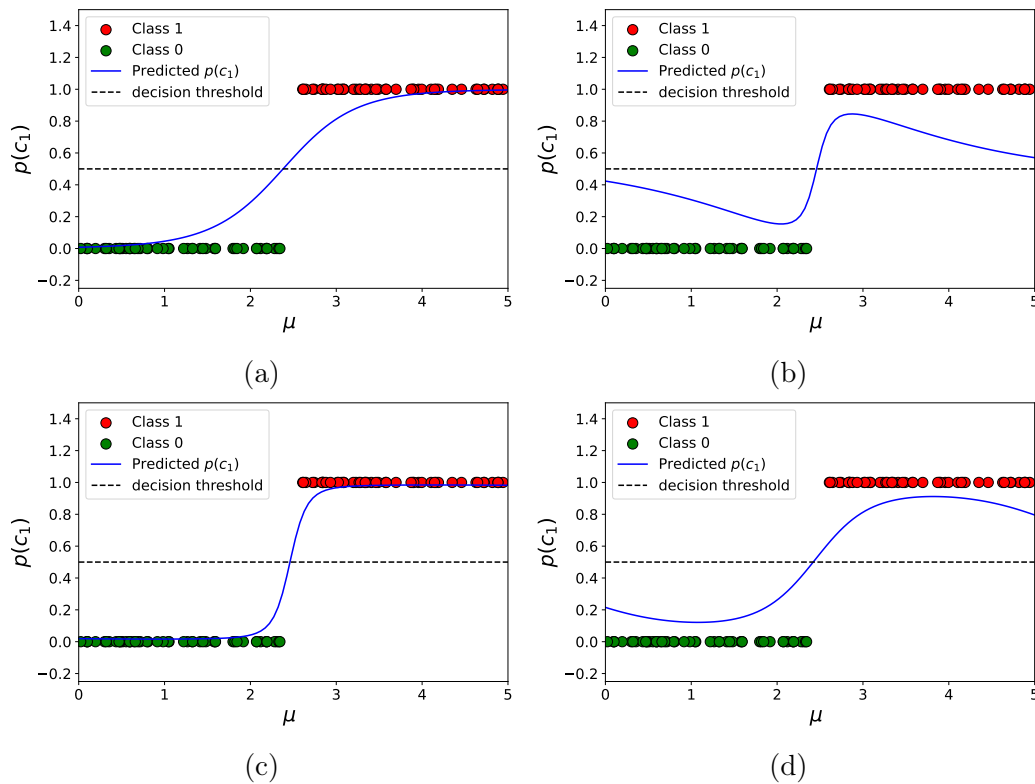 1.4
1.2
1.0
0.8
0.6
0.4
0.2
0.0
−0.2
p(c₁)
Class 1
Class 0
Predicted p(c₁)
decision threshold
0 1 2 3 4 5
μ
(a)
1.4
1.2
1.0
0.8
0.6
0.4
0.2
0.0
−0.2
p(c₁)
Class 1
Class 0
Predicted p(c₁)
decision threshold
0 1 2 3 4 5
μ
(b)
1.4
1.2
1.0
0.8
0.6
0.4
0.2
0.0
−0.2
p(c₁)
Class 1
Class 0
Predicted p(c₁)
decision threshold
0 1 2 3 4 5
μ
(c)
1.4
1.2
1.0
0.8
0.6
0.4
0.2
0.0
−0.2
p(c₁)
Class 1
Class 0
Predicted p(c₁)
decision threshold
0 1 2 3 4 5
μ
(d)